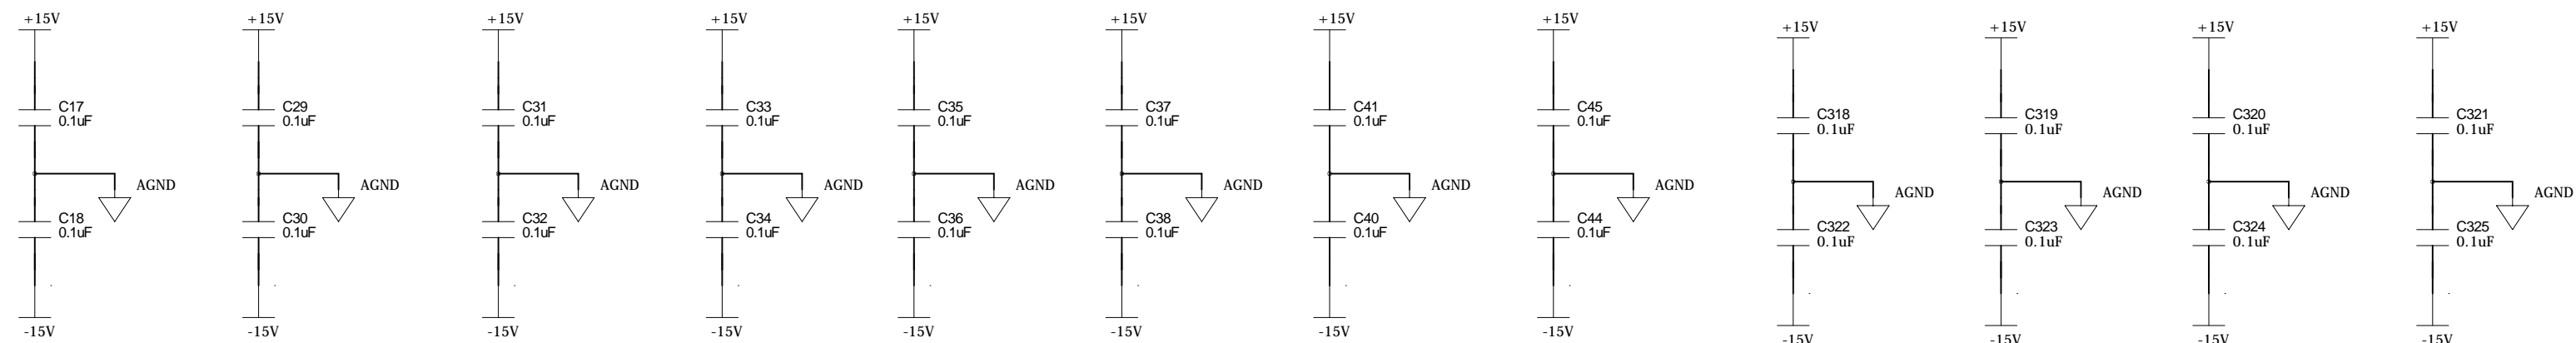 +15V
C17
0.1uF
AGND
C18
0.1uF
-15V
+15V
C29
0.1uF
AGND
C30
0.1uF
-15V
+15V
C31
0.1uF
AGND
C32
0.1uF
-15V
+15V
C33
0.1uF
AGND
C34
0.1uF
-15V
+15V
C35
0.1uF
AGND
C36
0.1uF
-15V
+15V
C37
0.1uF
AGND
C38
0.1uF
-15V
+15V
C41
0.1uF
AGND
C40
0.1uF
-15V
+15V
C45
0.1uF
AGND
C44
0.1uF
-15V
+15V
C318
0.1uF
AGND
C322
0.1uF
-15V
+15V
C319
0.1uF
AGND
C323
0.1uF
-15V
+15V
C320
0.1uF
AGND
C324
0.1uF
-15V
+15V
C321
0.1uF
AGND
C325
0.1uF
-15V